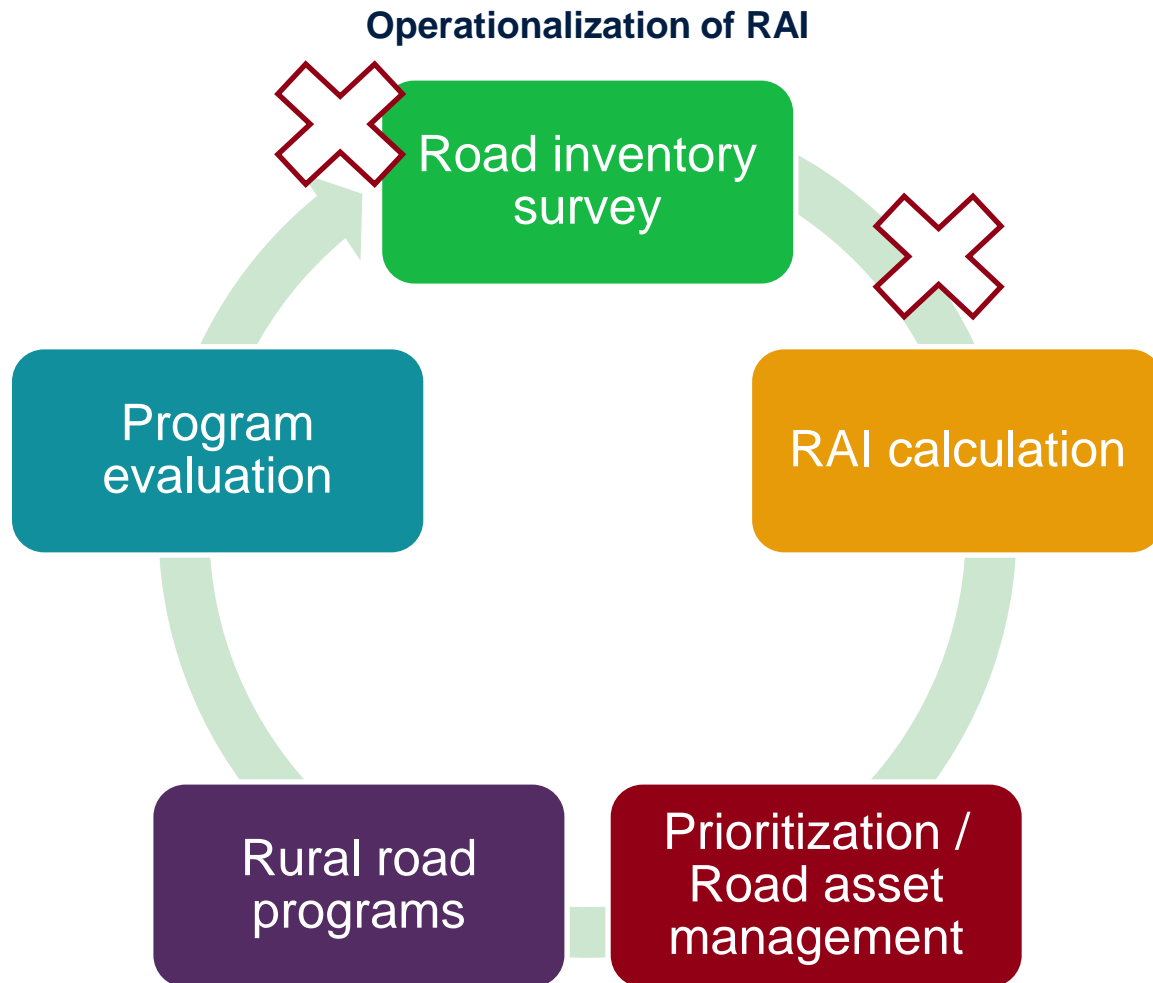 Operationalization of RAI
Road inventory
survey
RAI calculation
Prioritization /
Road asset
management
Rural road
programs
Program
evaluation